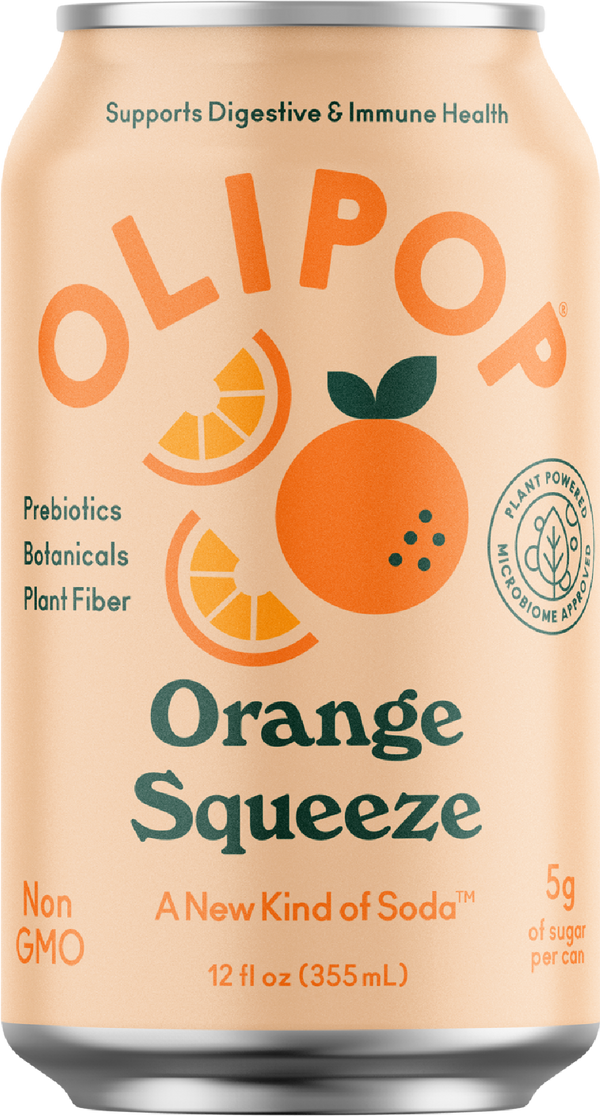 Supports Digestive & Immune Health
OLIPOP®
PLANT POWERED
MICROBIOME APPROVED
Prebiotics
Botanicals
Plant Fiber
Orange
Squeeze
Non
GMO
A New Kind of Soda™
5g
of sugar
per can
12 fl oz (355 mL)